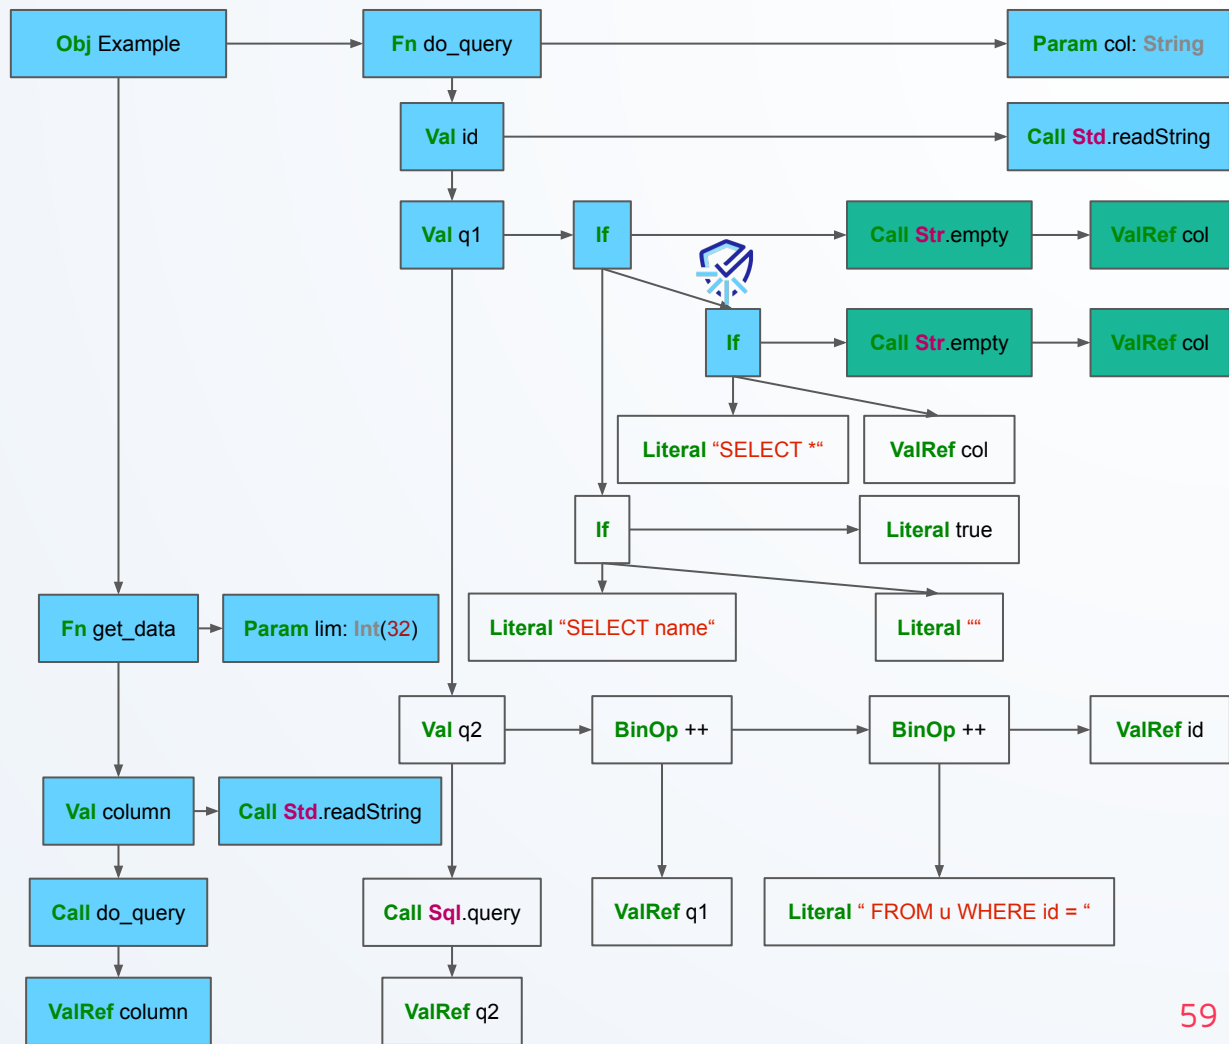 Obj Example
Fn do_query
Param col: String
Val id
Call Std.readString
Val q1
If
Call Str.empty
ValRef col
If
Call Str.empty
ValRef col
Literal “SELECT *“
ValRef col
If
Literal true
Fn get_data
Param lim: Int(32)
Literal “SELECT name“
Literal ““
Val q2
BinOp ++
BinOp ++
ValRef id
Val column
Call Std.readString
Call do_query
Call Sql.query
ValRef q1
Literal “ FROM u WHERE id = “
ValRef column
ValRef q2
59